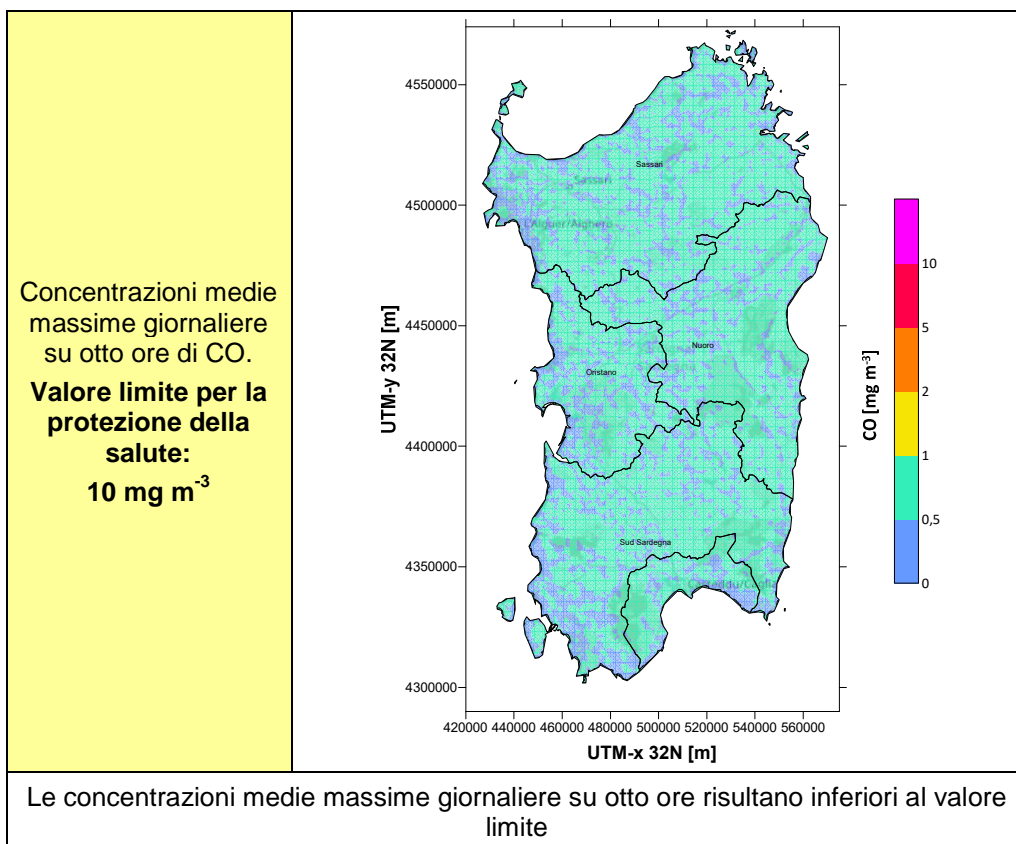 Concentrazioni medie
massime giornaliere
su otto ore di CO.
Valore limite per la
protezione della
salute:
10 mg m-3
UTM-y 32N [m]
4550000
4500000
4450000
4400000
4350000
4300000
420000 440000 460000 480000 500000 520000 540000 560000
UTM-x 32N [m]
Sassari
Sassari
L'Alguer/Alghero
Nuoro
Oristano
Sud Sardegna
CO [mg m-3]
10
5
2
1
0,5
0
Le concentrazioni medie massime giornaliere su otto ore risultano inferiori al valore
limite